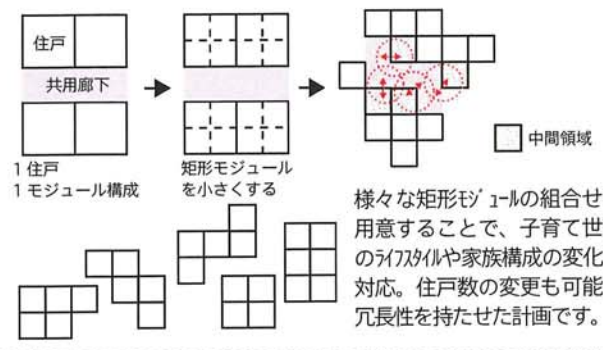 住戸
共用廊下
1 住戸
1 モジュール構成
矩形モジュール
を小さくする
中間領域
様々な矩形ﾓｼﾞｭｰﾙの組合せ
用意することで、子育て世
のﾗｲﾌｽﾀｲﾙや家族構成の変化
対応。住戸数の変更も可能
冗長性を持たせた計画です。